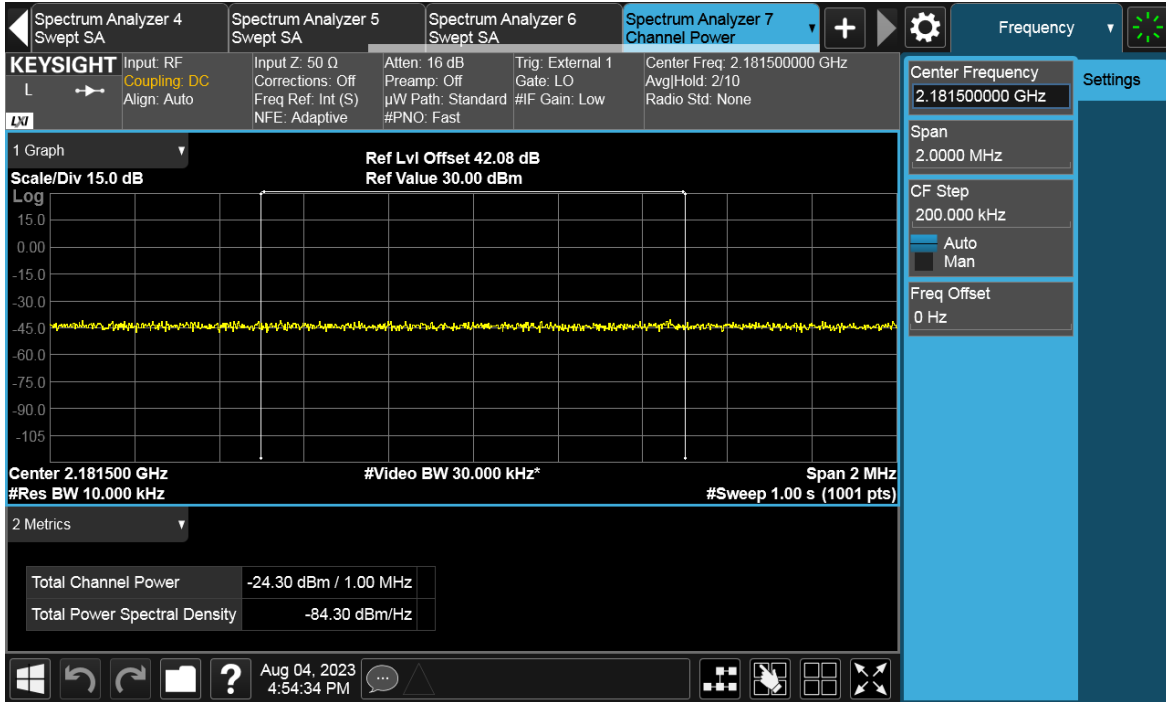 Spectrum Analyzer 4
Swept SA
Spectrum Analyzer 5
Swept SA
Spectrum Analyzer 6
Swept SA
Spectrum Analyzer 7
Channel Power
Frequency
KEYSIGHT
L
LXI
Input: RF
Coupling: DC
Align: Auto
Input Z: 50 Ω
Corrections: Off
Freq Ref: Int (S)
NFE: Adaptive
Atten: 16 dB
Preamp: Off
µW Path: Standard
#PNO: Fast
Trig: External 1
Gate: LO
#IF Gain: Low
Center Freq: 2.181500000 GHz
Avg|Hold: 2/10
Radio Std: None
Center Frequency
2.181500000 GHz
Settings
Span
2.0000 MHz
CF Step
200.000 kHz
Auto
Man
Freq Offset
0 Hz
1 Graph
Scale/Div 15.0 dB
Ref Lvl Offset 42.08 dB
Ref Value 30.00 dBm
Log
15.0
0.00
-15.0
-30.0
-45.0
-60.0
-75.0
-90.0
-105
Center 2.181500 GHz
#Video BW 30.000 kHz*
Span 2 MHz
#Res BW 10.000 kHz
#Sweep 1.00 s (1001 pts)
2 Metrics
Total Channel Power -24.30 dBm / 1.00 MHz
Total Power Spectral Density -84.30 dBm/Hz
?
Aug 04, 2023
4:54:34 PM